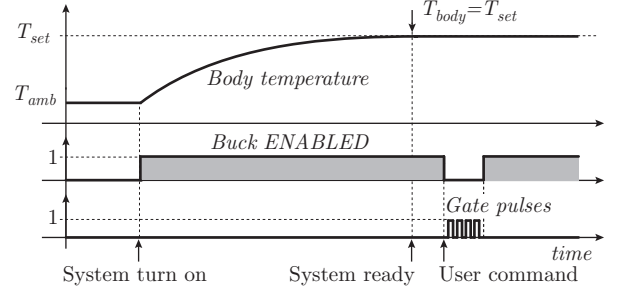 T_body=T_set
T_set
Body temperature
T_amb
Buck ENABLED
1
Gate pulses
1
time
System turn on
System ready
User command